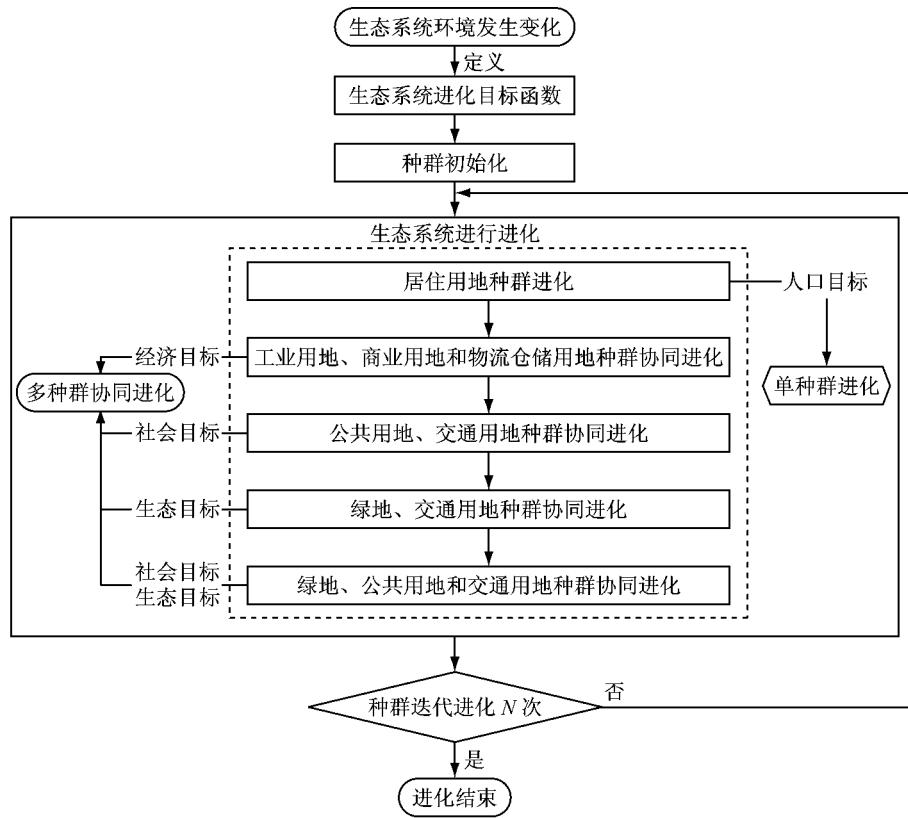 生态系统环境发生变化
定义
生态系统进化目标函数
种群初始化
生态系统进行进化
居住用地种群进化
人口目标
经济目标
工业用地、商业用地和物流仓储用地种群协同进化
多种群协同进化
单种群进化
社会目标
公共用地、交通用地种群协同进化
生态目标
绿地、交通用地种群协同进化
社会目标
生态目标
绿地、公共用地和交通用地种群协同进化
种群迭代进化 N 次
否
是
进化结束